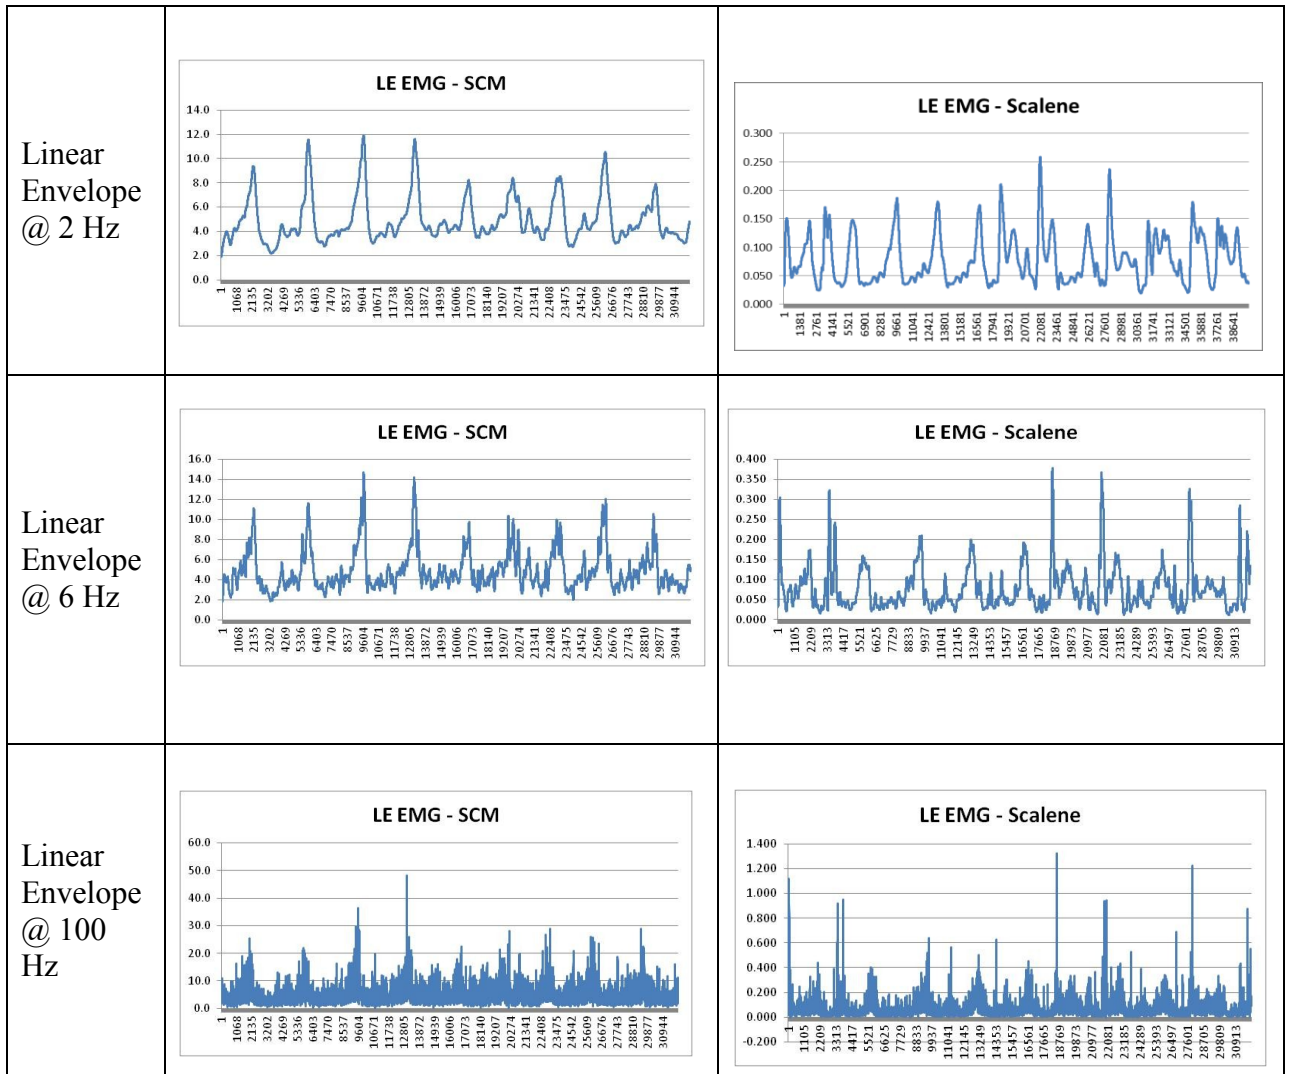 Linear
Envelope
@ 2 Hz
LE EMG - SCM
14.0
12.0
10.0
8.0
6.0
4.0
2.0
0.0
1 1068 2135 3202 4269 5336 6403 7470 8537 9604 10671 11738 12805 13872 14939 16006 17073 18140 19207 20274 21341 22408 23475 24542 25609 26676 27743 28810 29877 30944
LE EMG - Scalene
0.300
0.250
0.200
0.150
0.100
0.050
0.000
1 1381 2761 4141 5521 6901 8281 9661 11041 12421 13801 15181 16561 17941 19321 20701 22081 23461 24841 26221 27601 28981 30361 31741 33121 34501 35881 37261 38641
Linear
Envelope
@ 6 Hz
LE EMG - SCM
16.0
14.0
12.0
10.0
8.0
6.0
4.0
2.0
0.0
1 1068 2135 3202 4269 5336 6403 7470 8537 9604 10671 11738 12805 13872 14939 16006 17073 18140 19207 20274 21341 22408 23475 24542 25609 26676 27743 28810 29877 30944
LE EMG - Scalene
0.400
0.350
0.300
0.250
0.200
0.150
0.100
0.050
0.000
1 1105 2209 3313 4417 5521 6625 7729 8833 9937 11041 12145 13249 14353 15457 16561 17665 18769 19873 20977 22081 23185 24289 25393 26497 27601 28705 29809 30913
Linear
Envelope
@ 100
Hz
LE EMG - SCM
60.0
50.0
40.0
30.0
20.0
10.0
0.0
1 1068 2135 3202 4269 5336 6403 7470 8537 9604 10671 11738 12805 13872 14939 16006 17073 18140 19207 20274 21341 22408 23475 24542 25609 26676 27743 28810 29877 30944
LE EMG - Scalene
1.400
1.200
1.000
0.800
0.600
0.400
0.200
0.000
-0.200
1 1105 2209 3313 4417 5521 6625 7729 8833 9937 11041 12145 13249 14353 15457 16561 17665 18769 19873 20977 22081 23185 24289 25393 26497 27601 28705 29809 30913